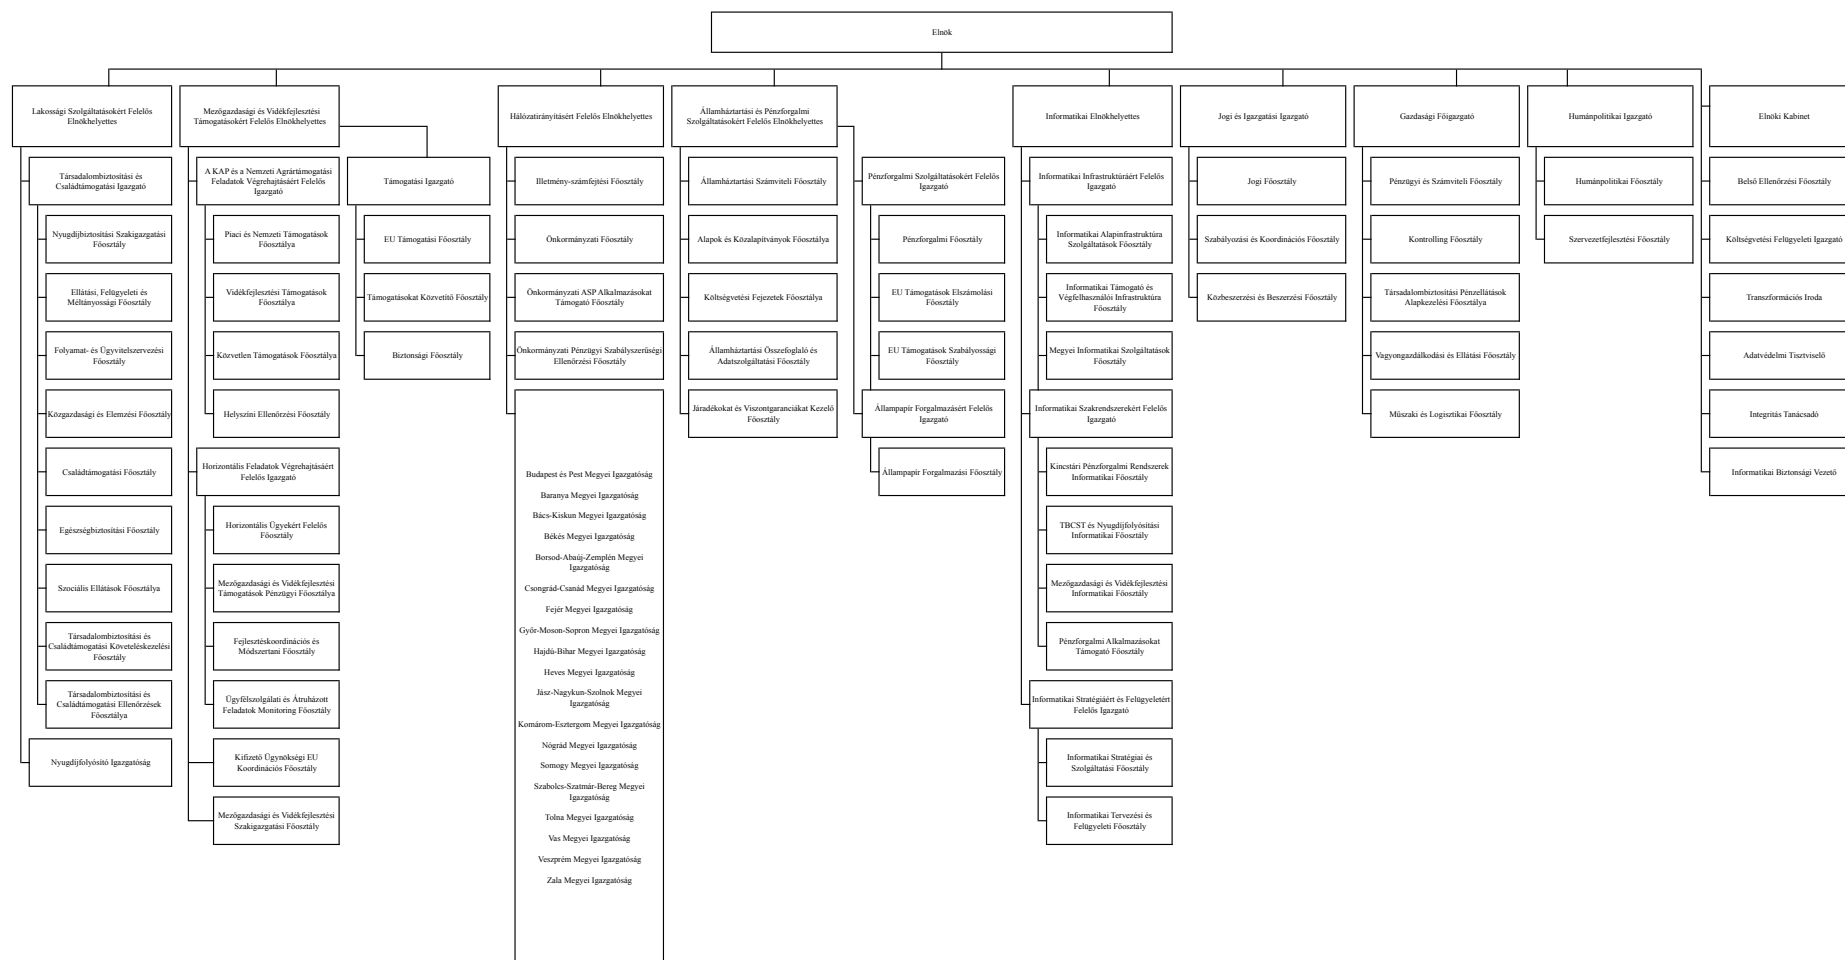 Elnök
Lakossági Szolgáltatásokért Felelős
Elnökhelyettes
Társadalombiztosítási és
Családtámogatási Igazgató
Nyugdíjbiztosítási Szakigazgatási
Főosztály
Ellátási, Felügyeleti és
Méltányossági Főosztály
Folyamat- és Ügyvitelszervezési
Főosztály
Közgazdasági és Elemzési Főosztály
Családtámogatási Főosztály
Egészségbiztosítási Főosztály
Szociális Ellátások Főosztálya
Társadalombiztosítási és
Családtámogatási Követeléskezelési
Főosztály
Társadalombiztosítási és
Családtámogatási Ellenőrzések
Főosztálya
Nyugdíjfolyósító Igazgatóság
Mezőgazdasági és Vidékfejlesztési
Támogatásokért Felelős Elnökhelyettes
A KAP és a Nemzeti Agrártámogatási
Feladatok Végrehajtásáért Felelős
Igazgató
Piaci és Nemzeti Támogatások
Főosztálya
Vidékfejlesztési Támogatások
Főosztálya
Közvetlen Támogatások Főosztálya
Helyszíni Ellenőrzési Főosztály
Horizontális Feladatok Végrehajtásáért
Felelős Igazgató
Horizontális Ügyekért Felelős
Főosztály
Mezőgazdasági és Vidékfejlesztési
Támogatások Pénzügyi Főosztálya
Fejlesztéskoordinációs és
Módszertani Főosztály
Ügyfélszolgálati és Átruházott
Feladatok Monitoring Főosztály
Kifizető Ügynökségi EU
Koordinációs Főosztály
Mezőgazdasági és Vidékfejlesztési
Szakigazgatási Főosztály
Támogatási Igazgató
EU Támogatási Főosztály
Támogatásokat Közvetítő Főosztály
Biztonsági Főosztály
Hálózatirányításért Felelős Elnökhelyettes
Illetmény-számfejtési Főosztály
Önkormányzati Főosztály
Önkormányzati ASP Alkalmazásokat
Támogató Főosztály
Önkormányzati Pénzügyi Szabályszerűségi
Ellenőrzési Főosztály
Budapest és Pest Megyei Igazgatóság
Baranya Megyei Igazgatóság
Bács-Kiskun Megyei Igazgatóság
Békés Megyei Igazgatóság
Borsod-Abaúj-Zemplén Megyei
Igazgatóság
Csongrád-Csanád Megyei Igazgatóság
Fejér Megyei Igazgatóság
Győr-Moson-Sopron Megyei Igazgatóság
Hajdú-Bihar Megyei Igazgatóság
Heves Megyei Igazgatóság
Jász-Nagykun-Szolnok Megyei
Igazgatóság
Komárom-Esztergom Megyei Igazgatóság
Nógrád Megyei Igazgatóság
Somogy Megyei Igazgatóság
Szabolcs-Szatmár-Bereg Megyei
Igazgatóság
Tolna Megyei Igazgatóság
Vas Megyei Igazgatóság
Veszprém Megyei Igazgatóság
Zala Megyei Igazgatóság
Államháztartási és Pénzforgalmi
Szolgáltatásokért Felelős Elnökhelyettes
Államháztartási Számviteli Főosztály
Alapok és Közalapítványok Főosztálya
Költségvetési Fejezetek Főosztálya
Államháztartási Összefoglaló és
Adatszolgáltatási Főosztály
Járadékokat és Viszontgaranciákat Kezelő
Főosztály
Pénzforgalmi Szolgáltatásokért Felelős
Igazgató
Pénzforgalmi Főosztály
EU Támogatások Elszámolási
Főosztály
EU Támogatások Szabályossági
Főosztály
Állampapír Forgalmazásért Felelős
Igazgató
Állampapír Forgalmazási Főosztály
Informatikai Elnökhelyettes
Informatikai Infrastruktúráért Felelős
Igazgató
Informatikai Alapinfrastruktúra
Szolgáltatások Főosztály
Informatikai Támogató és
Végfelhasználói Infrastruktúra
Főosztály
Megyei Informatikai Szolgáltatások
Főosztály
Informatikai Szakrendszerekért Felelős
Igazgató
Kincstári Pénzforgalmi Rendszerek
Informatikai Főosztály
TBCST és Nyugdíjfolyósítási
Informatikai Főosztály
Mezőgazdasági és Vidékfejlesztési
Informatikai Főosztály
Pénzforgalmi Alkalmazásokat
Támogató Főosztály
Informatikai Stratégiáért és Felügyeletért
Felelős Igazgató
Informatikai Stratégiai és
Szolgáltatási Főosztály
Informatikai Tervezési és
Felügyeleti Főosztály
Jogi és Igazgatási Igazgató
Jogi Főosztály
Szabályozási és Koordinációs Főosztály
Közbeszerzési és Beszerzési Főosztály
Gazdasági Főigazgató
Pénzügyi és Számviteli Főosztály
Kontrolling Főosztály
Társadalombiztosítási Pénzellátások
Alapkezelési Főosztálya
Vagyongazdálkodási és Ellátási Főosztály
Műszaki és Logisztikai Főosztály
Humánpolitikai Igazgató
Humánpolitikai Főosztály
Szervezetfejlesztési Főosztály
Elnöki Kabinet
Belső Ellenőrzési Főosztály
Költségvetési Felügyeleti Igazgató
Transzformációs Iroda
Adatvédelmi Tisztviselő
Integritás Tanácsadó
Informatikai Biztonsági Vezető